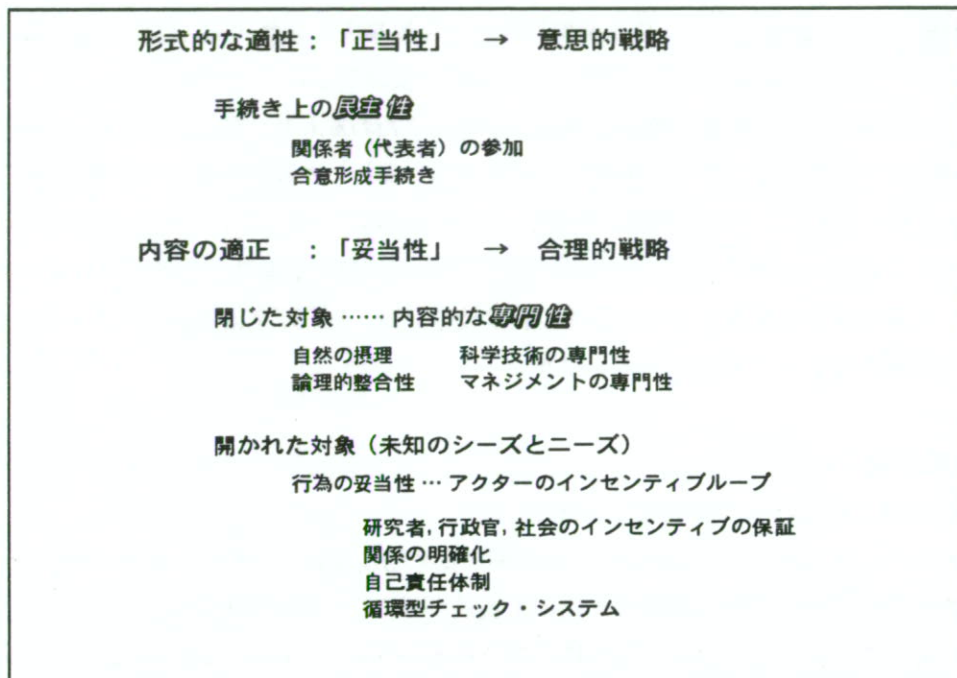 形式的な適性：「正当性」　→　意思的戦略
手続き上の民主性
関係者（代表者）の参加
合意形成手続き
内容の適正　：「妥当性」　→　合理的戦略
閉じた対象 …… 内容的な専門性
自然の摂理　　科学技術の専門性
論理的整合性　　マネジメントの専門性
開かれた対象（未知のシーズとニーズ）
行為の妥当性 … アクターのインセンティブループ
研究者，行政官，社会のインセンティブの保証
関係の明確化
自己責任体制
循環型チェック・システム